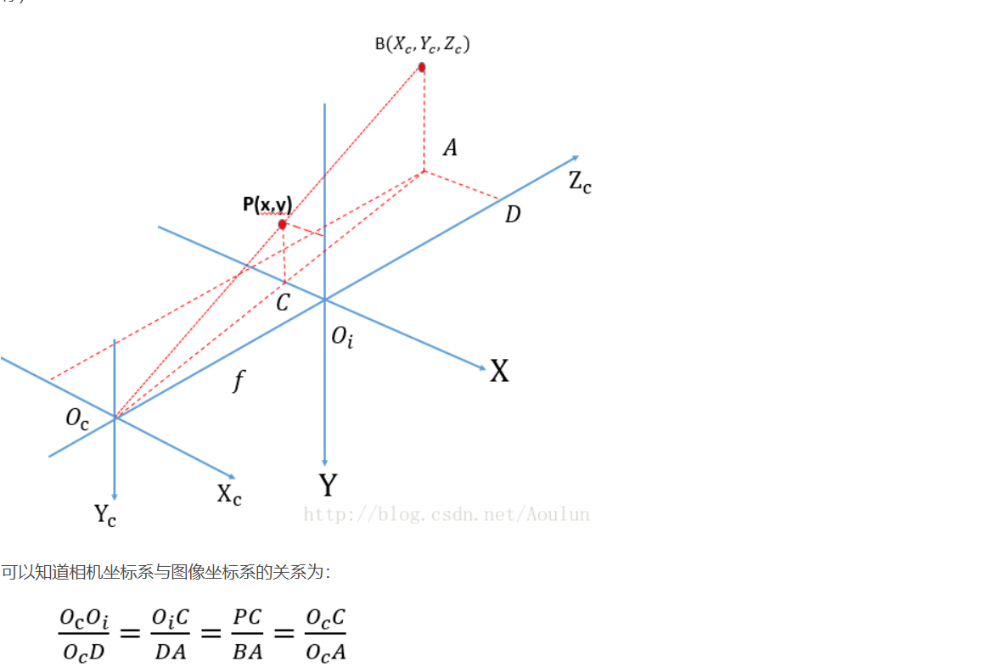 B(X_c, Y_c, Z_c)
A
Z_c
P(x,y)
D
C
O_i
X
f
O_c
Y
X_c
Y_c
http://blog.csdn.net/Aoulun
可以知道相机坐标系与图像坐标系的关系为：
O_cO_i / O_cD = O_iC / DA = PC / BA = O_cC / O_cA